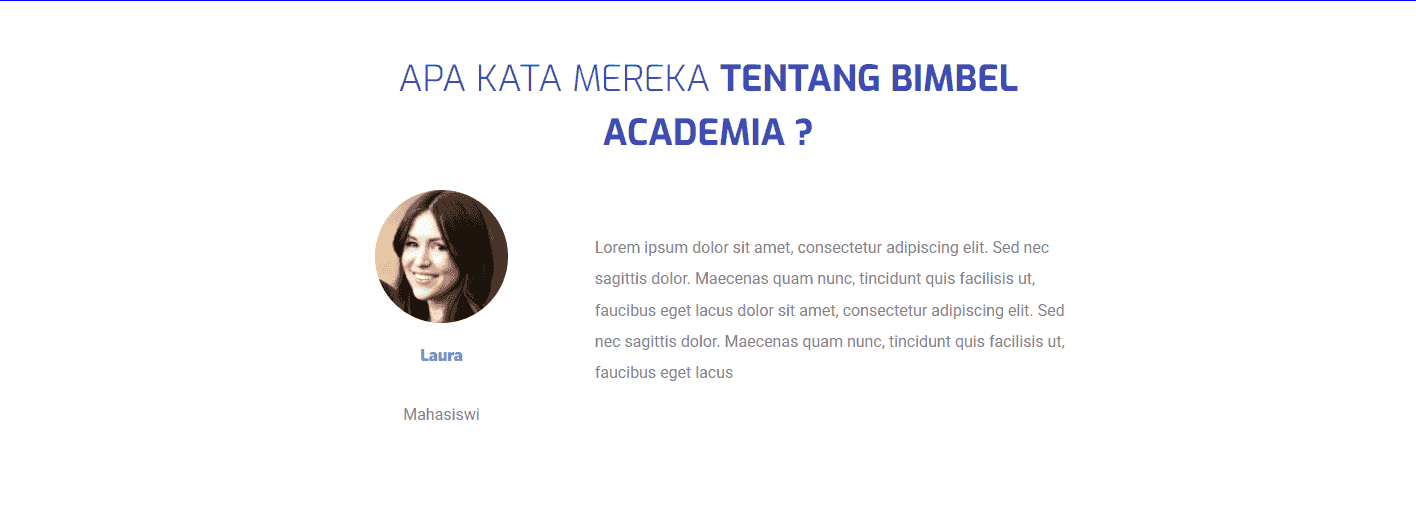 APA KATA MEREKA TENTANG BIMBEL
ACADEMIA ?
Laura
Mahasiswi
Lorem ipsum dolor sit amet, consectetur adipiscing elit. Sed nec
sagittis dolor. Maecenas quam nunc, tincidunt quis facilisis ut,
faucibus eget lacus dolor sit amet, consectetur adipiscing elit. Sed
nec sagittis dolor. Maecenas quam nunc, tincidunt quis facilisis ut,
faucibus eget lacus